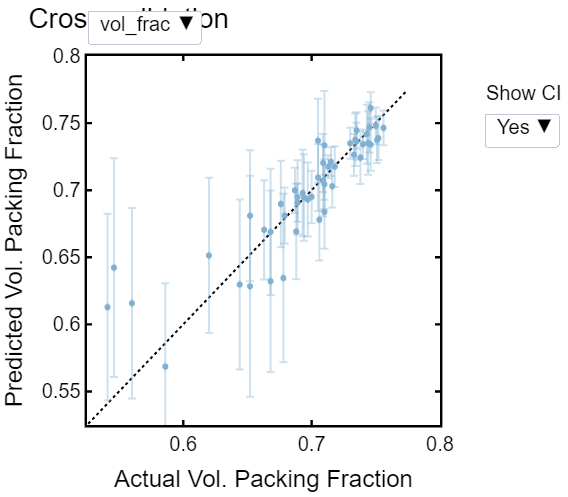 Cros on
vol_frac ▼
0.8
0.75
0.7
0.65
0.6
0.55
0.6
0.7
0.8
Predicted Vol. Packing Fraction
Actual Vol. Packing Fraction
Show CI
Yes ▼